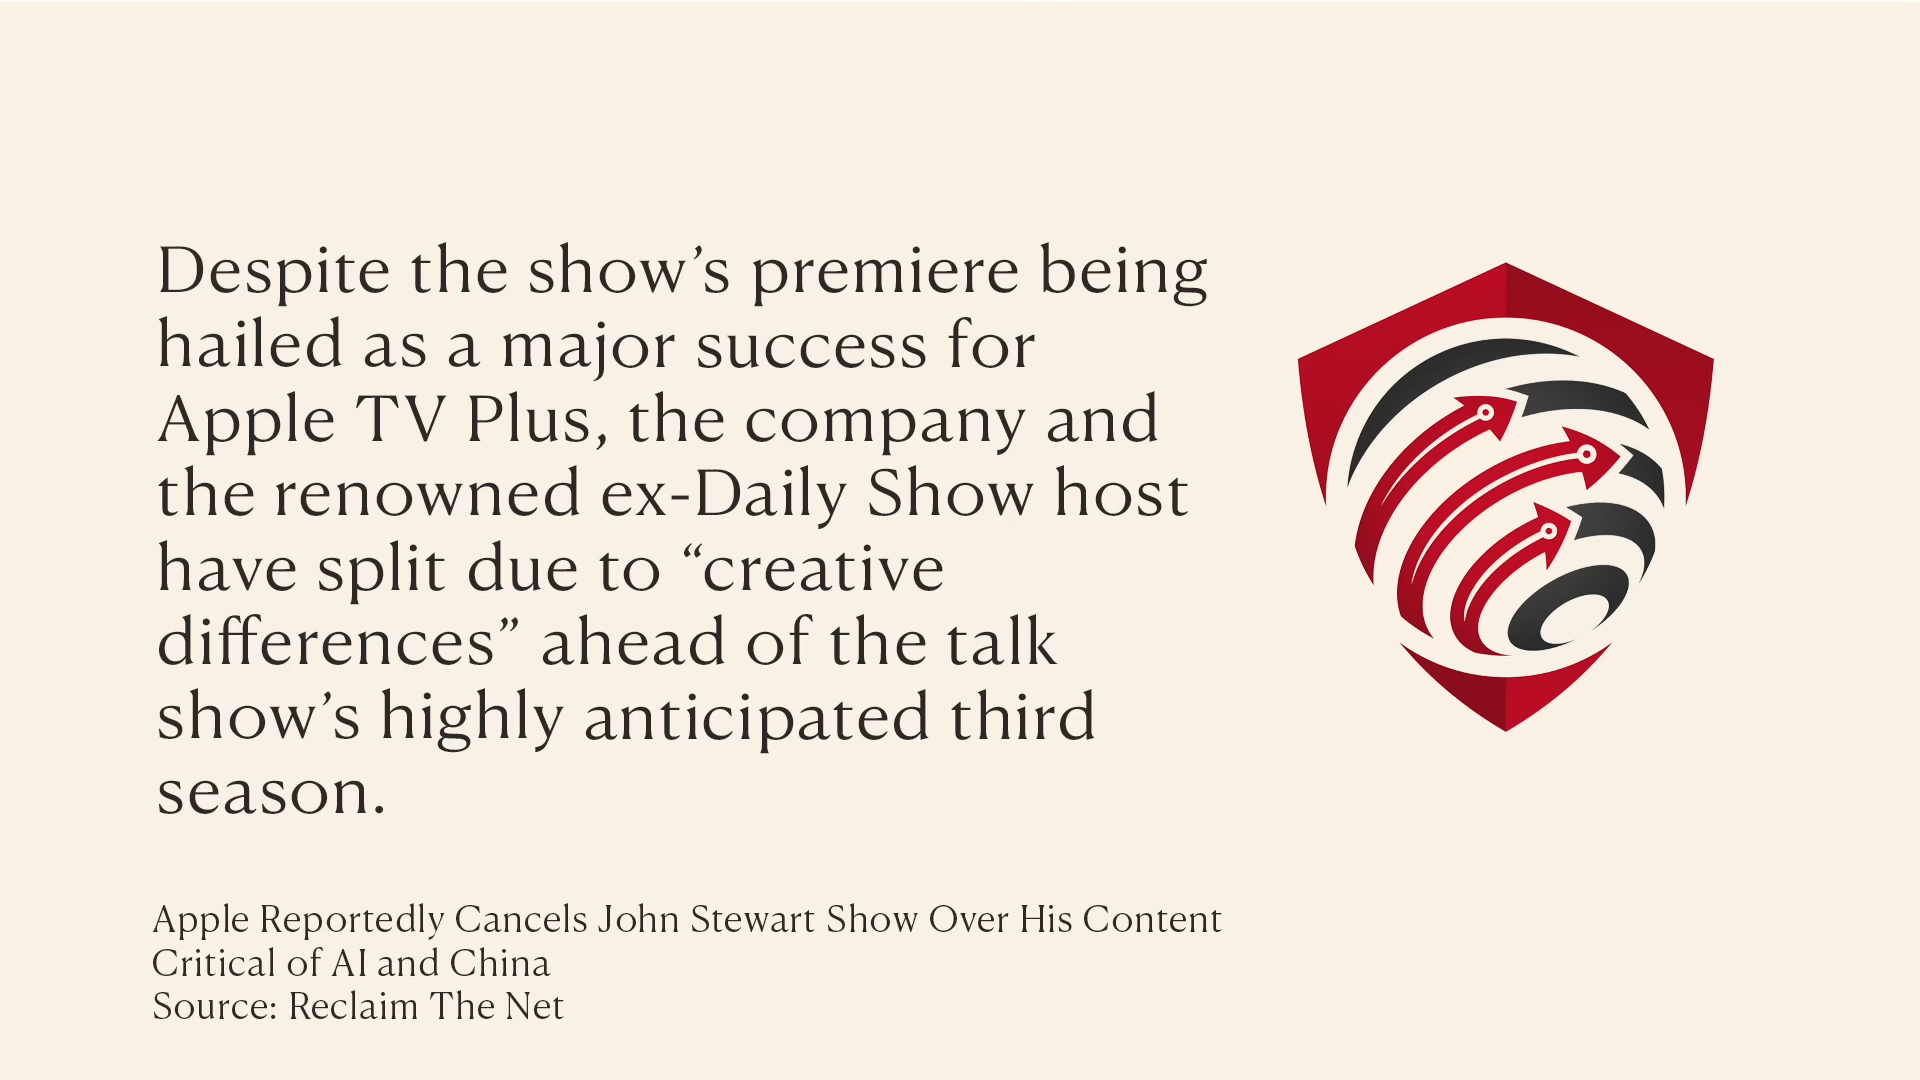 Despite the show’s premiere being
hailed as a major success for
Apple TV Plus, the company and
the renowned ex-Daily Show host
have split due to “creative
differences” ahead of the talk
show’s highly anticipated third
season.
Apple Reportedly Cancels John Stewart Show Over His Content
Critical of AI and China
Source: Reclaim The Net